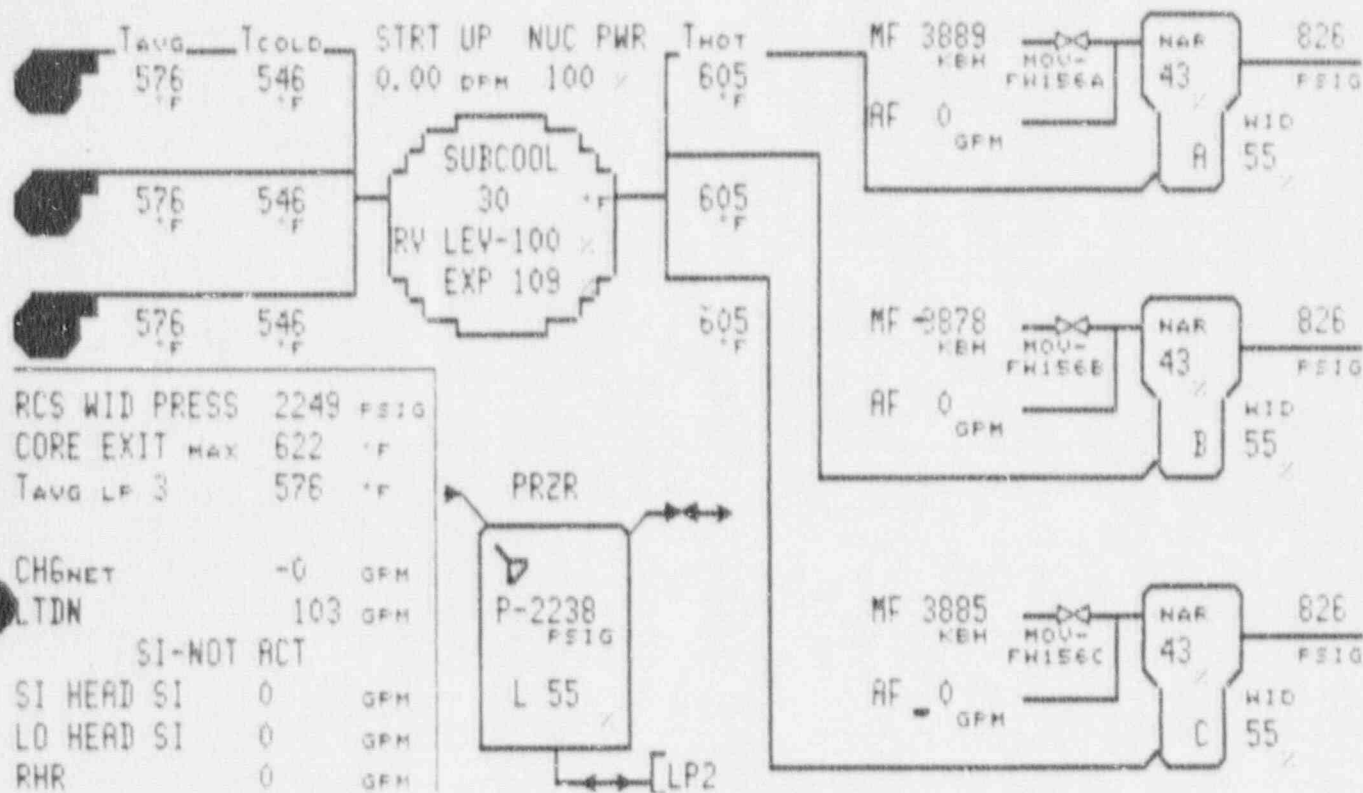 TAVG TCOLD STRT UP NUC PWR THOT
576 °F 546 °F 0.00 DPM 100 % 605 °F
MF 3889 KBH
MOV-FW156A
NAR 43 %
826 PSIG
AF 0 GPM
A
WID 55 %
SUBCOOL
30 °F
RV LEV-100 %
EXP 109 %
576 °F 546 °F 605 °F
576 °F 546 °F 605 °F
MF 3878 KBH
MOV-FW156B
NAR 43 %
826 PSIG
AF 0 GPM
B
WID 55 %
RCS WID PRESS 2249 PSIG
CORE EXIT MAX 622 °F
TAVG LP 3 576 °F
CHGNET -0 GPM
LTDN 103 GPM
SI-NOT ACT
SI HEAD SI 0 GPM
LO HEAD SI 0 GPM
RHR 0 GPM
PRZR
P-2238 PSIG
L 55 %
LP2
MF 3885 KBH
MOV-FW156C
NAR 43 %
826 PSIG
AF 0 GPM
C
WID 55 %